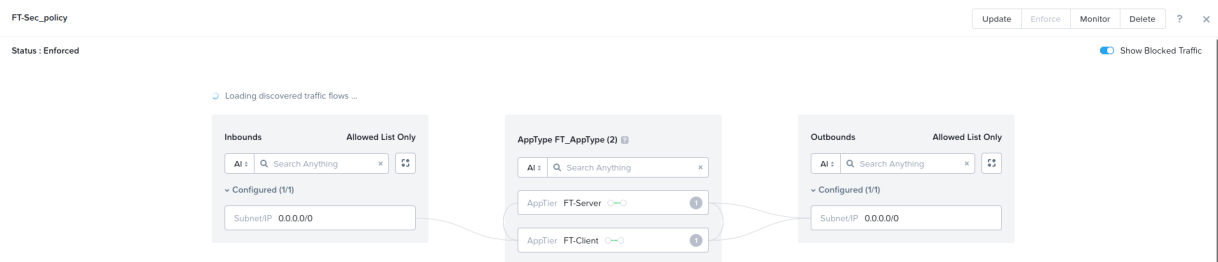 FT-Sec_policy
Update Enforce Monitor Delete ? ×
Status : Enforced
Show Blocked Traffic
Loading discovered traffic flows ...
Inbounds Allowed List Only
Al Search Anything ×
Configured (1/1)
Subnet/IP 0.0.0.0/0
AppType FT_AppType (2) ?
Al Search Anything ×
AppTier FT-Server 1
AppTier FT-Client 1
Outbounds Allowed List Only
Al Search Anything ×
Configured (1/1)
Subnet/IP 0.0.0.0/0